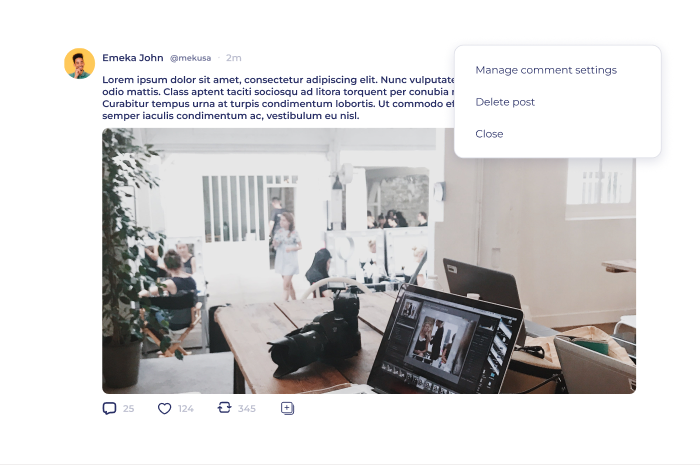 Emeka John @mekusa · 2m
Lorem ipsum dolor sit amet, consectetur adipiscing elit. Nunc vulputate
odio mattis. Class aptent taciti sociosqu ad litora torquent per conubia
Curabitur tempus urna at turpis condimentum lobortis. Ut commodo
semper iaculis condimentum ac, vestibulum eu nisl.
Manage comment settings
Delete post
Close
25 124 345